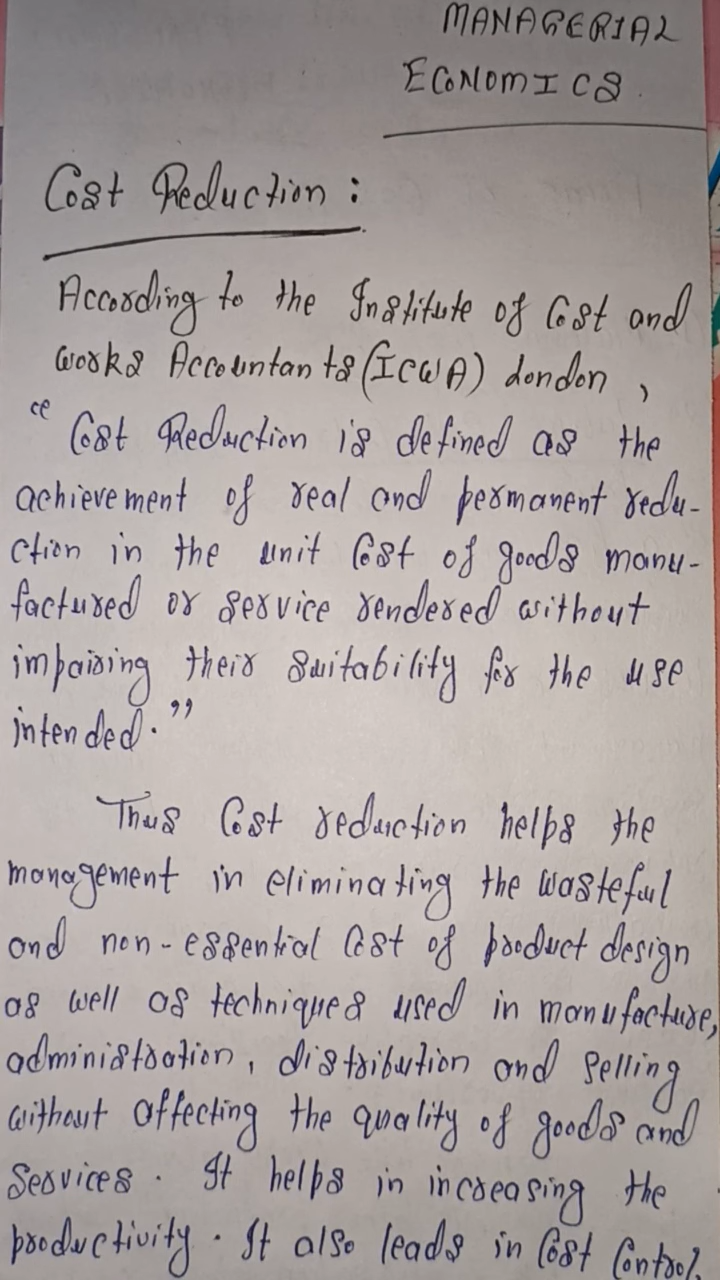 MANAGERIAL
ECONOMICS.
Cost Reduction :
According to the Institute of Cost and
works Accountants (ICWA) London ,
“ Cost Reduction is defined as the
achievement of real and permanent redu-
ction in the unit Cost of goods manu-
factured or service rendered without
impairing their suitability for the use
intended. ”
Thus Cost reduction helps the
management in eliminating the wasteful
and non-essential Cost of product design
as well as techniques used in manufacture,
administration, distribution and selling
without affecting the quality of goods and
Services. It helps in increasing the
productivity. It also leads in Cost Control.